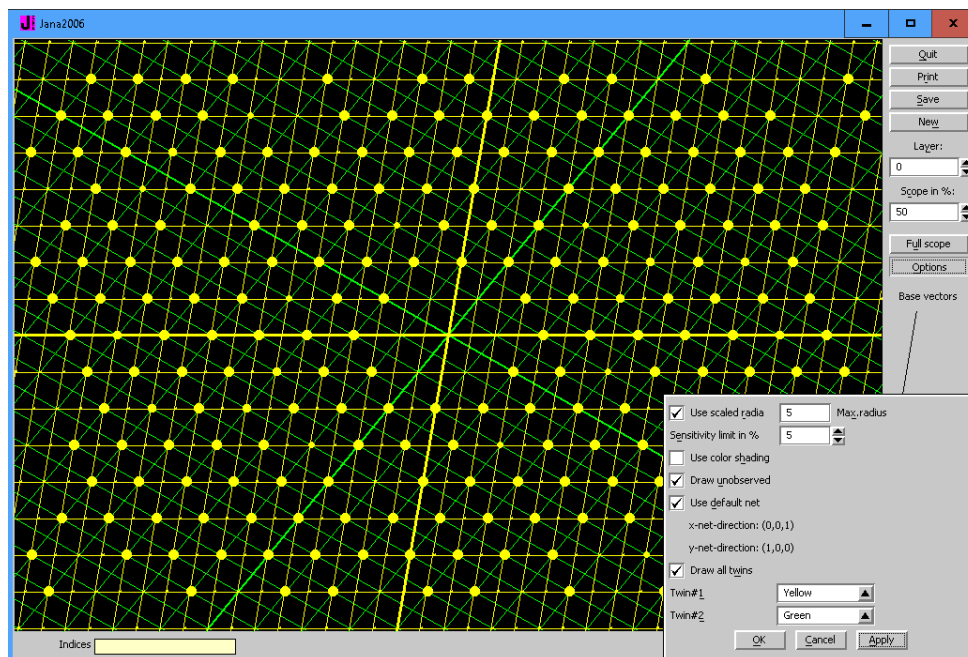 Jana2006
Quit
Print
Save
New
Layer:
0
Scope in %:
50
Full scope
Options
Base vectors
Use scaled radia 5 Max.radius
Sensitivity limit in % 5
Use color shading
Draw unobserved
Use default net
x-net-direction: (0,0,1)
y-net-direction: (1,0,0)
Draw all twins
Twin#1 Yellow
Twin#2 Green
OK Cancel Apply
Indices